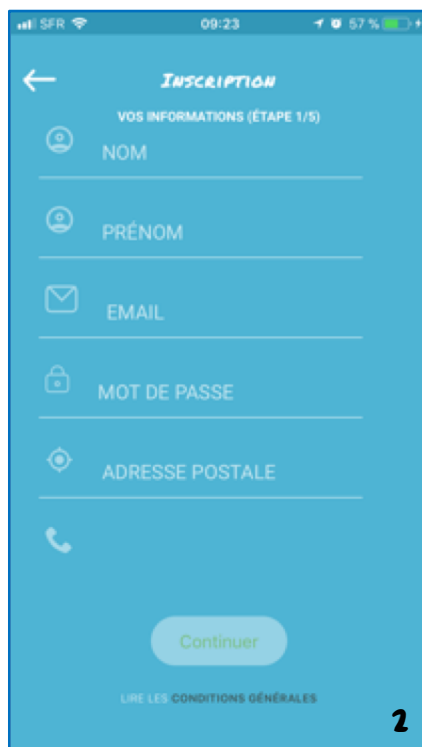 SFR 09:23 57 %
Inscription
VOS INFORMATIONS (ÉTAPE 1/5)
NOM
PRÉNOM
EMAIL
MOT DE PASSE
ADRESSE POSTALE
Continuer
LIRE LES CONDITIONS GÉNÉRALES
2